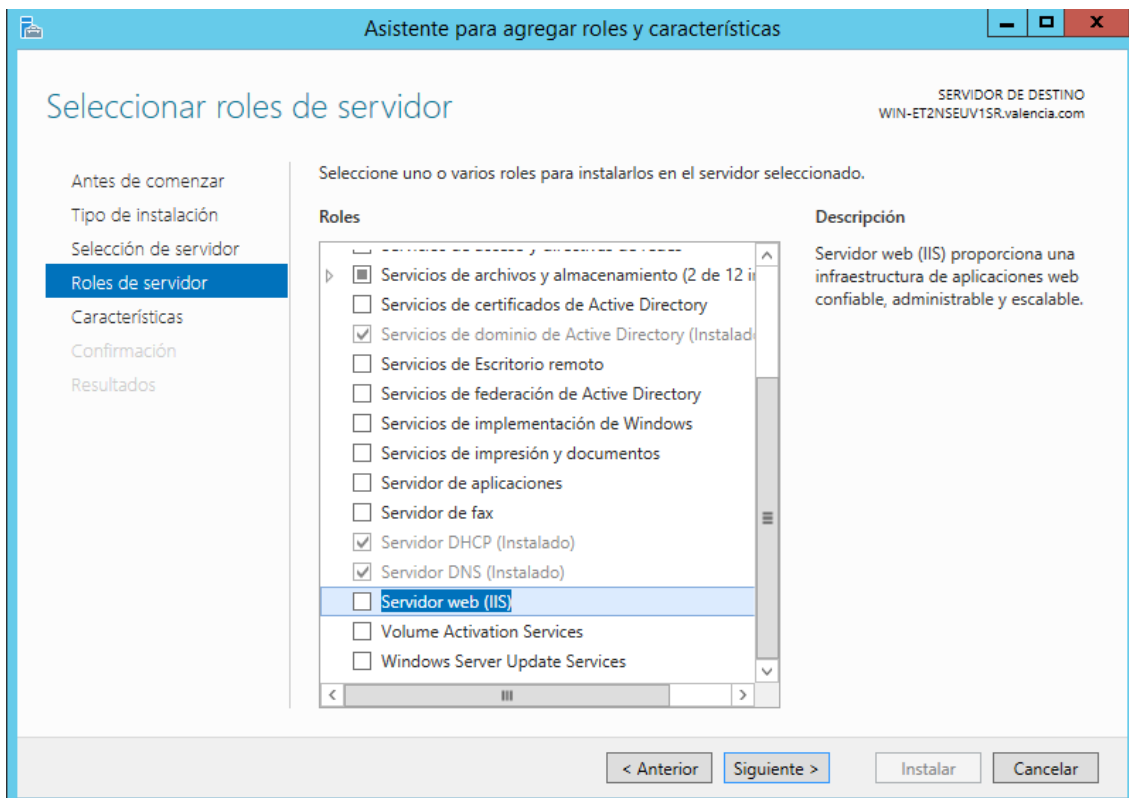 Asistente para agregar roles y características
x
Seleccionar roles de servidor
SERVIDOR DE DESTINO
WIN-ET2NSEUV1SR.valencia.com
Antes de comenzar
Tipo de instalación
Selección de servidor
Roles de servidor
Características
Confirmación
Resultados
Seleccione uno o varios roles para instalarlos en el servidor seleccionado.
Roles
Servicios de archivos y almacenamiento (2 de 12 i
Servicios de certificados de Active Directory
Servicios de dominio de Active Directory (Instalad
Servicios de Escritorio remoto
Servicios de federación de Active Directory
Servicios de implementación de Windows
Servicios de impresión y documentos
Servidor de aplicaciones
Servidor de fax
Servidor DHCP (Instalado)
Servidor DNS (Instalado)
Servidor web (IIS)
Volume Activation Services
Windows Server Update Services
Descripción
Servidor web (IIS) proporciona una
infraestructura de aplicaciones web
confiable, administrable y escalable.
< Anterior
Siguiente >
Instalar
Cancelar